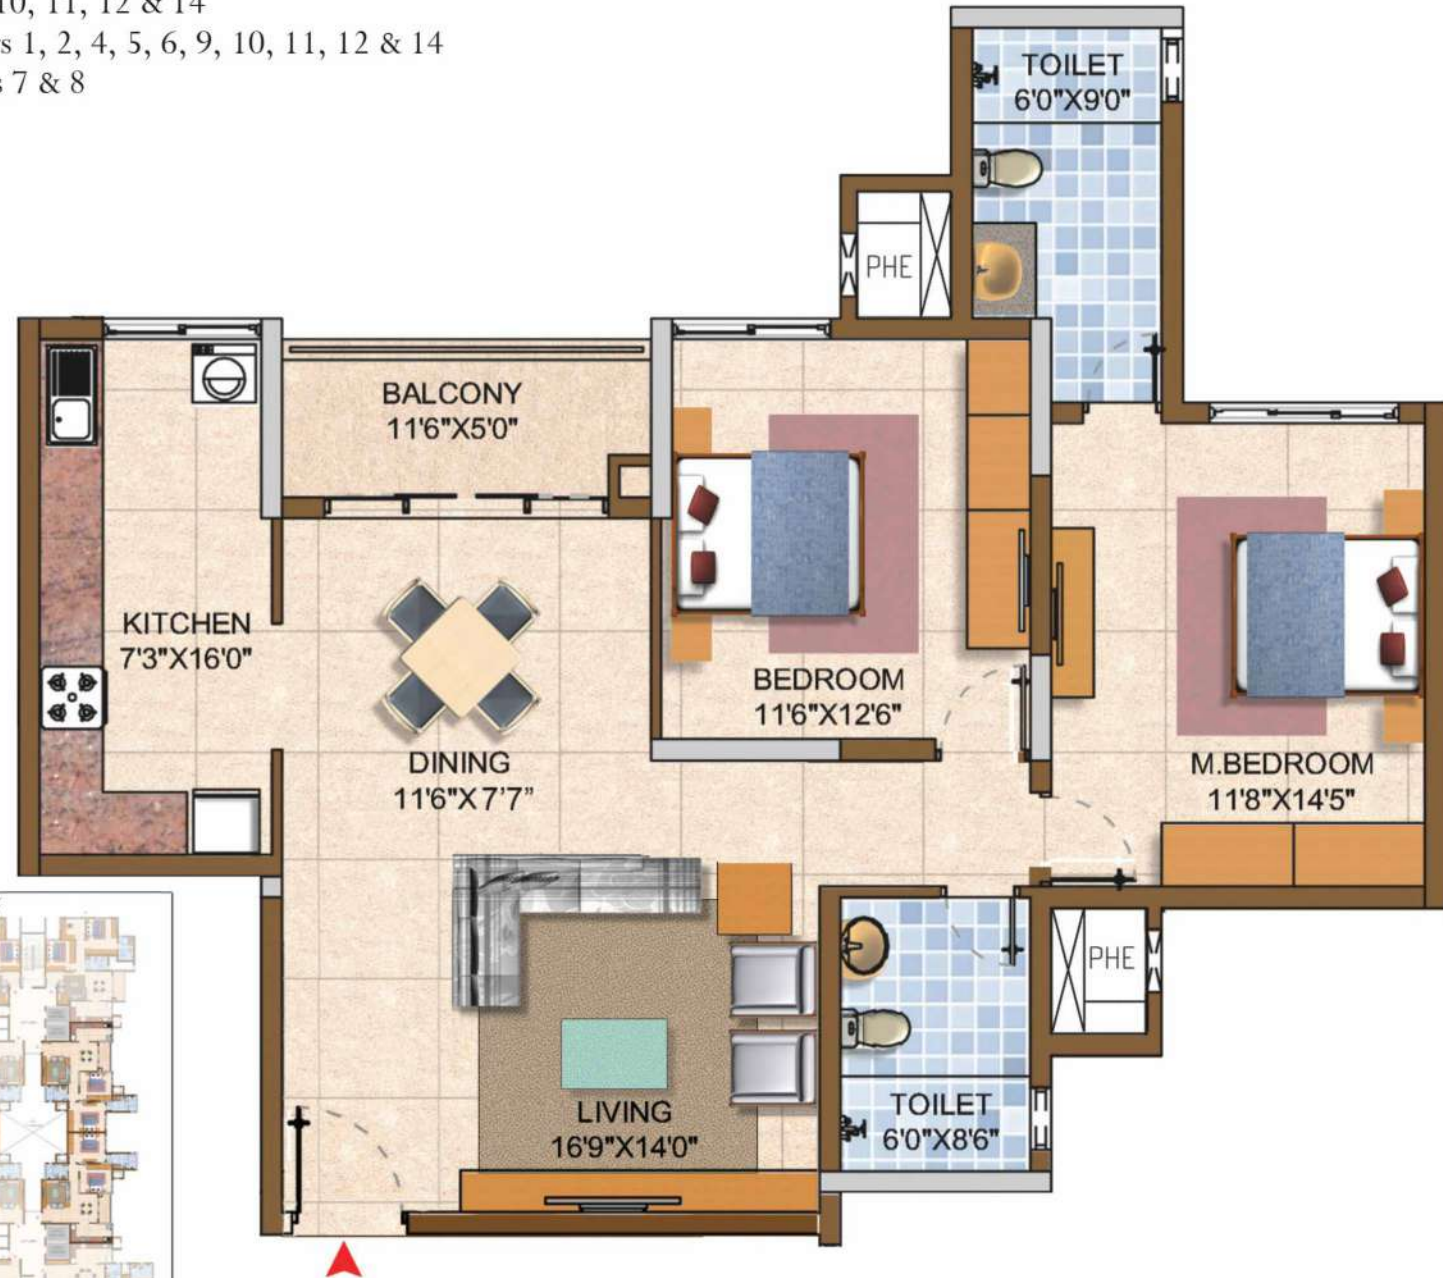 10, 11, 12 & 14
s 1, 2, 4, 5, 6, 9, 10, 11, 12 & 14
s 7 & 8
TOILET
6'0"X9'0"
PHE
BALCONY
11'6"X5'0"
KITCHEN
7'3"X16'0"
BEDROOM
11'6"X12'6"
DINING
11'6"X7'7”
M.BEDROOM
11'8"X14'5"
PHE
LIVING
16'9"X14'0"
TOILET
6'0"X8'6"